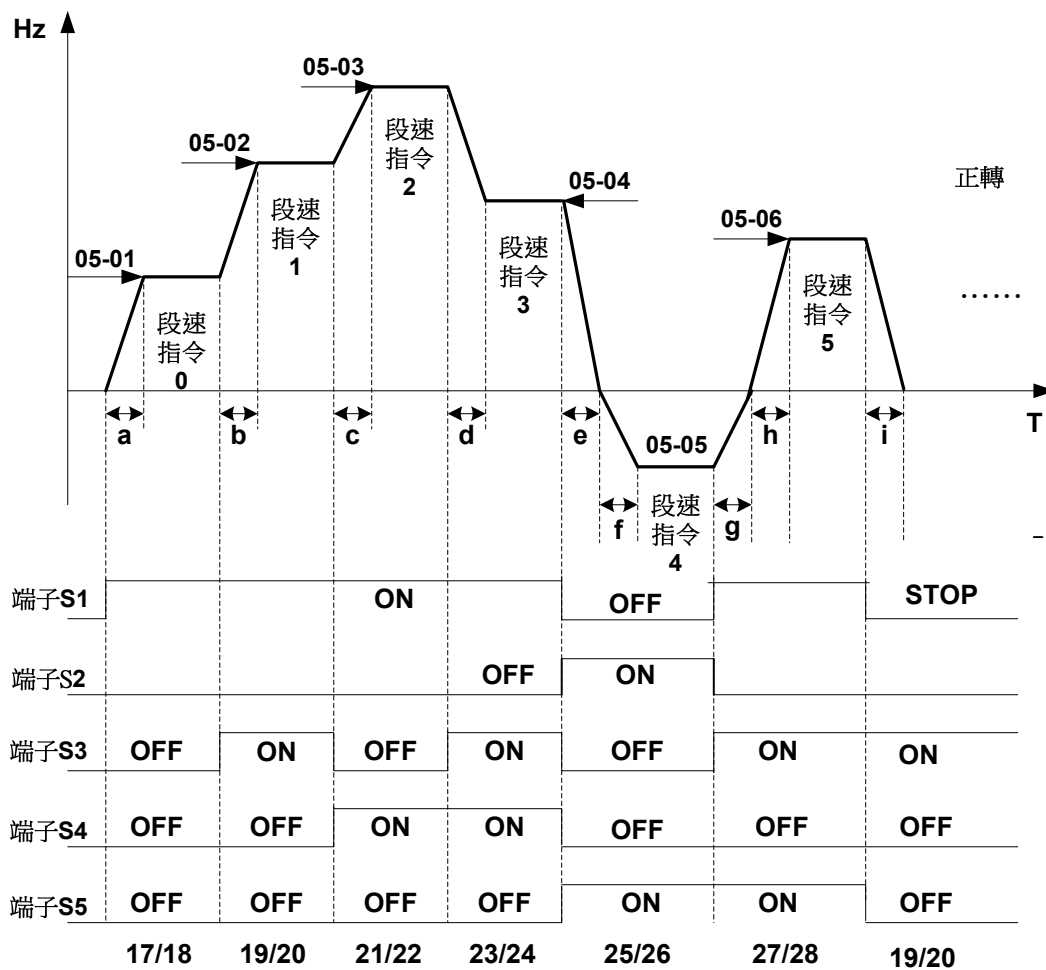 Hz
05-03
05-02
05-04
正轉
05-06
05-01
段速
指令
0
段速
指令
1
段速
指令
2
段速
指令
3
段速
指令
5
......
T
a
b
c
d
e
h
i
05-05
f
g
段速
指令
4
端子S1
ON
OFF
STOP
端子S2
OFF
ON
端子S3
OFF
ON
OFF
ON
OFF
ON
ON
端子S4
OFF
OFF
ON
ON
OFF
OFF
OFF
端子S5
OFF
OFF
OFF
OFF
ON
ON
OFF
17/18
19/20
21/22
23/24
25/26
27/28
19/20